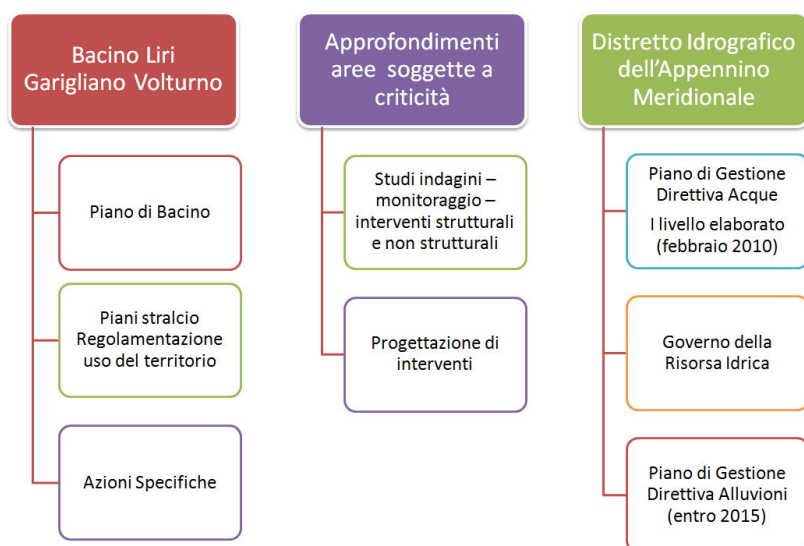 Bacino Liri
Garigliano Volturno
Piano di Bacino
Piani stralcio
Regolamentazione
uso del territorio
Azioni Specifiche
Approfondimenti
aree soggette a
criticità
Studi indagini –
monitoraggio –
interventi strutturali
e non strutturali
Progettazione di
interventi
Distretto Idrografico
dell'Appennino
Meridionale
Piano di Gestione
Direttiva Acque
I livello elaborato
(febbraio 2010)
Governo della
Risorsa Idrica
Piano di Gestione
Direttiva Alluvioni
(entro 2015)